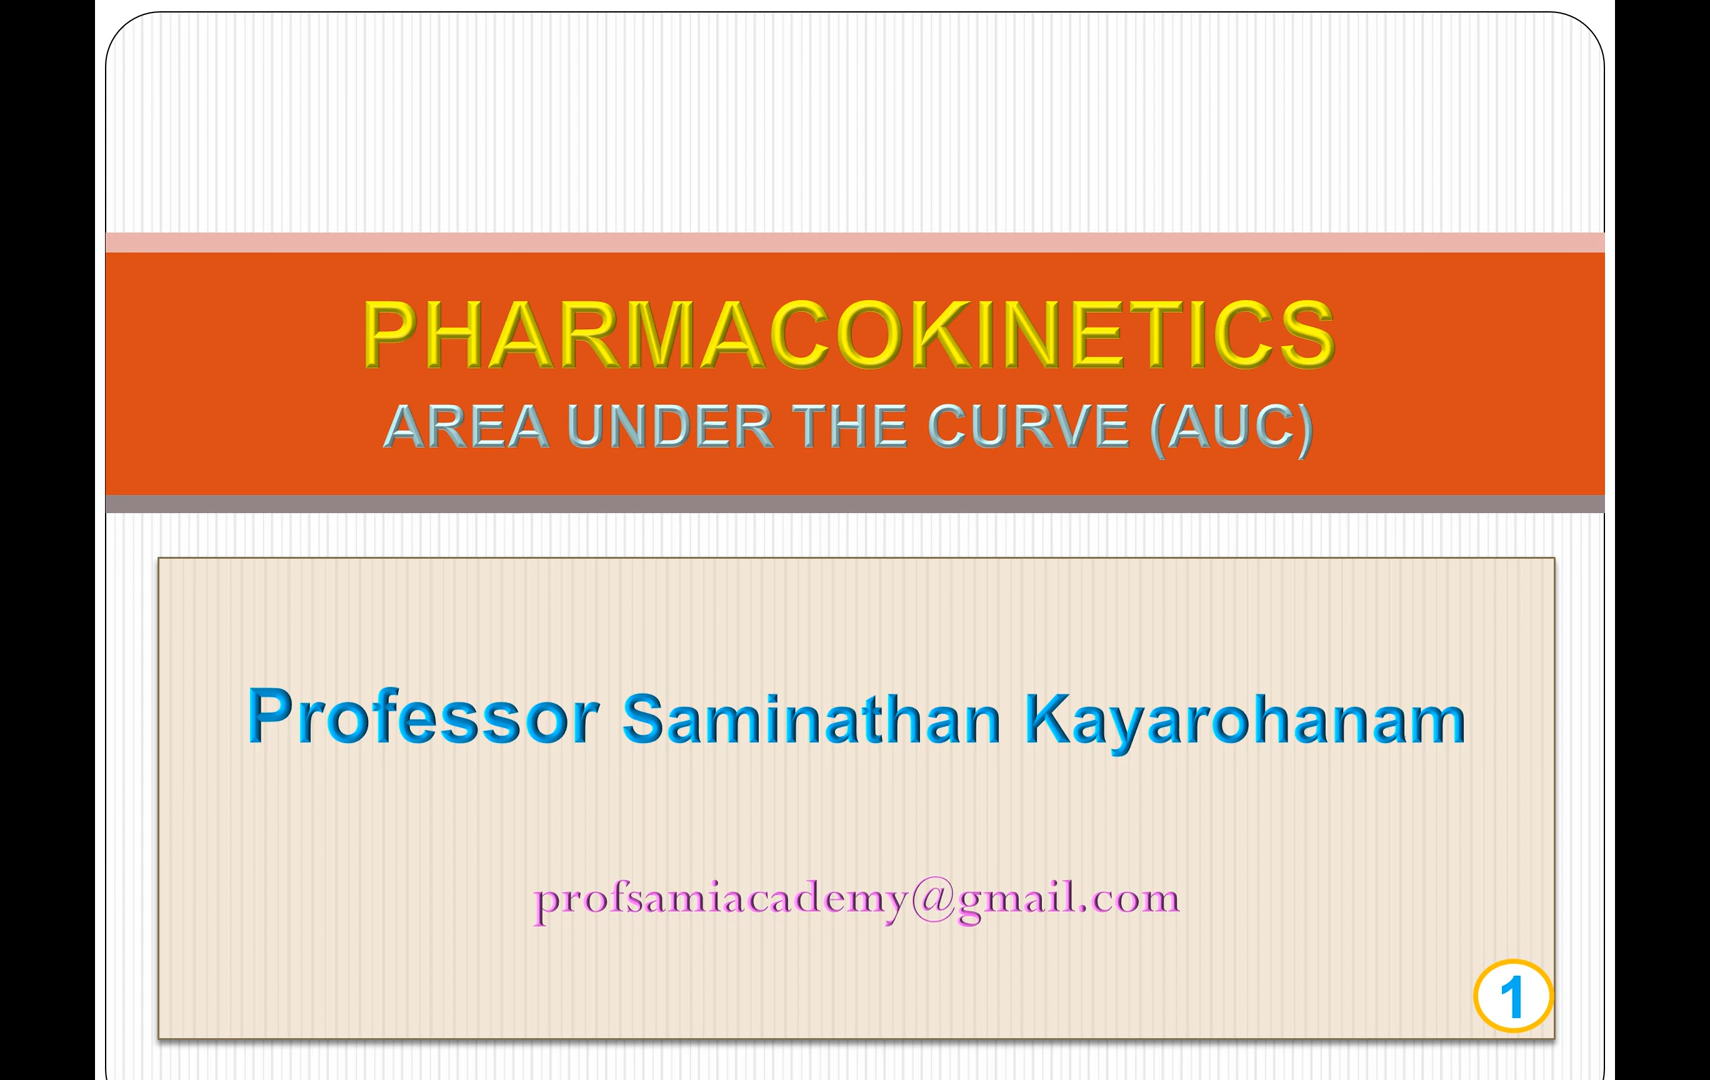 PHARMACOKINETICS
AREA UNDER THE CURVE (AUC)
Professor Saminathan Kayarohanam
profsamiacademy@gmail.com
1